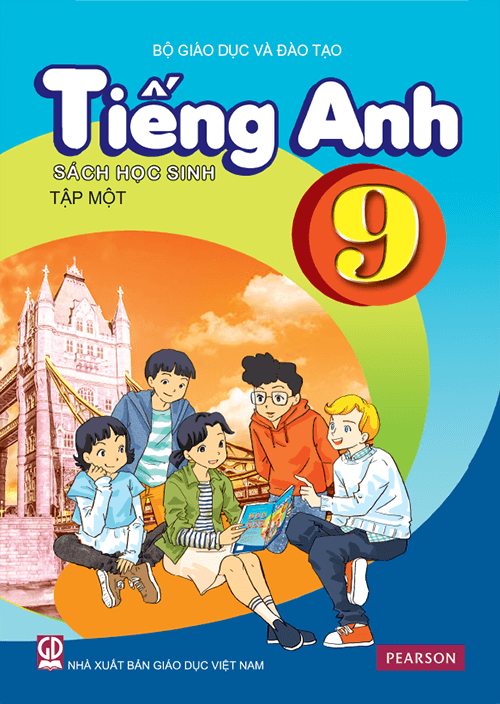 BỘ GIÁO DỤC VÀ ĐÀO TẠO
Tiếng Anh
SÁCH HỌC SINH
TẬP MỘT
9
GD
NHÀ XUẤT BẢN GIÁO DỤC VIỆT NAM
PEARSON